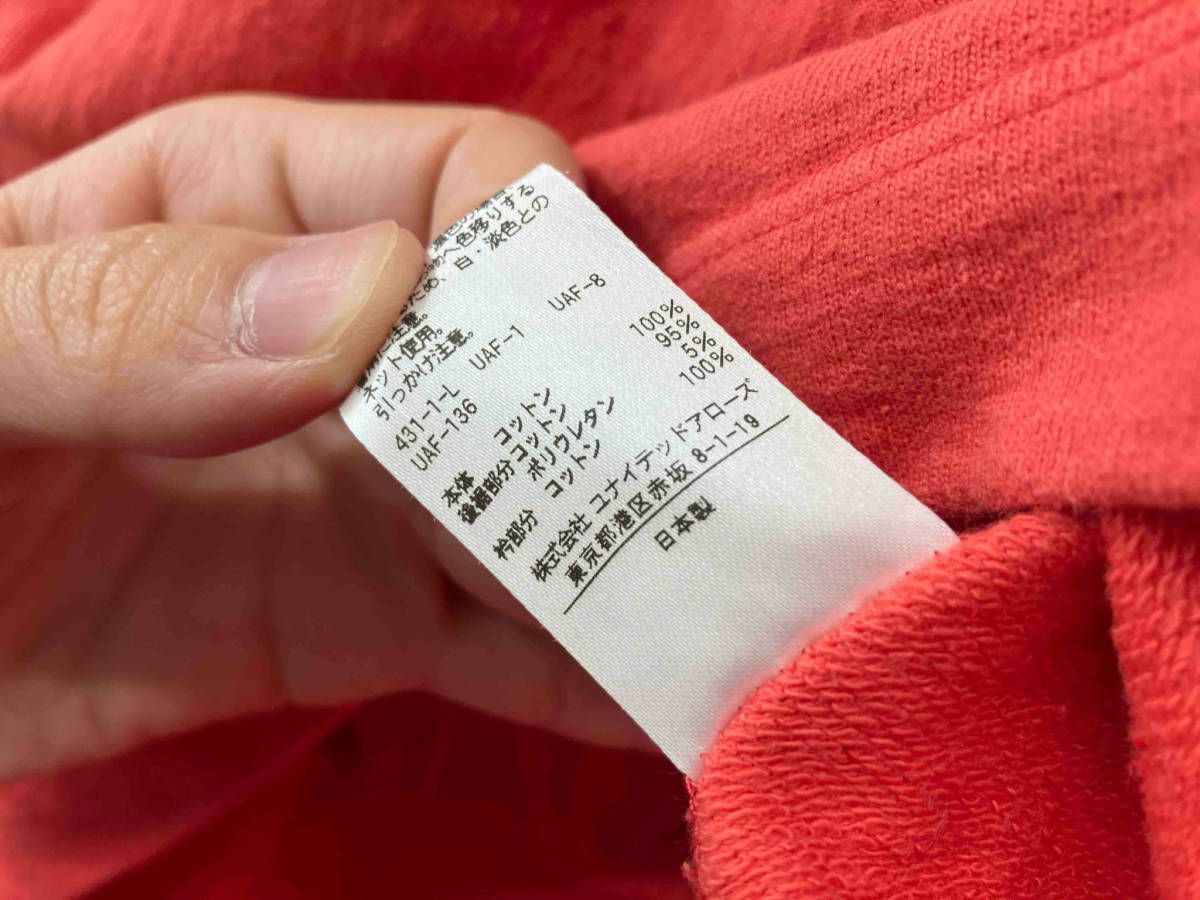 へ色移りする
ため、白・淡色との
注意。
ネット使用。
引っかけ注意。
431-1-L UAF-1 UAF-8
UAF-136
本体 コットン 100%
後裾部分 コットン 95%
ポリウレタン 5%
衿部分 コットン 100%
株式会社 ユナイテッドアローズ
東京都港区赤坂 8-1-19
日本製